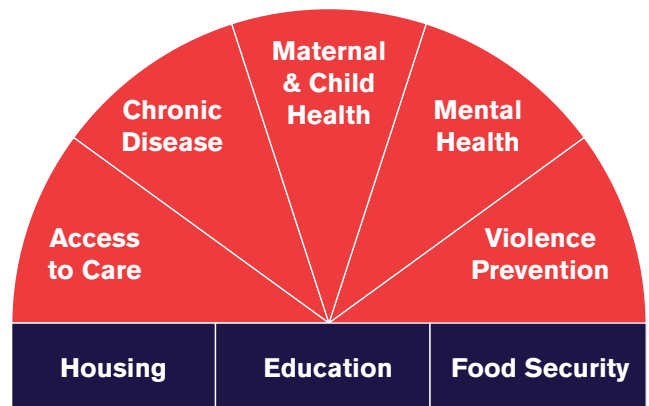 Maternal
& Child
Health
Chronic
Disease
Mental
Health
Access
to Care
Violence
Prevention
Housing
Education
Food Security